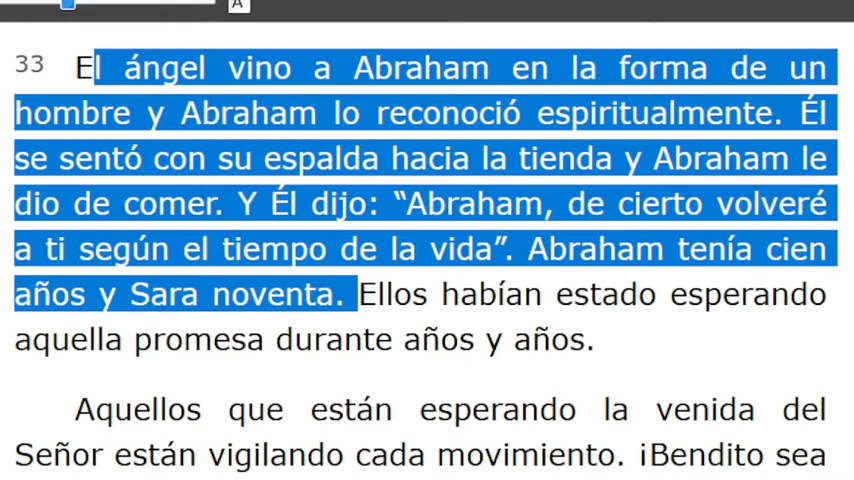 A
33 El ángel vino a Abraham en la forma de un
hombre y Abraham lo reconoció espiritualmente. Él
se sentó con su espalda hacia la tienda y Abraham le
dio de comer. Y Él dijo: “Abraham, de cierto volveré
a ti según el tiempo de la vida”. Abraham tenía cien
años y Sara noventa. Ellos habían estado esperando
aquella promesa durante años y años.
Aquellos que están esperando la venida del
Señor están vigilando cada movimiento. ¡Bendito sea